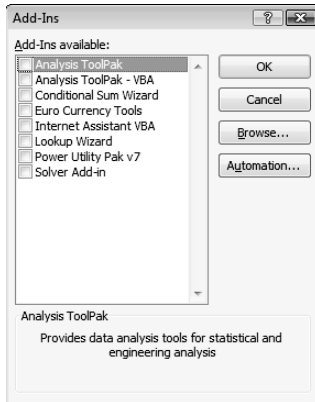 Add-Ins
Add-Ins available:
Analysis ToolPak
Analysis ToolPak - VBA
Conditional Sum Wizard
Euro Currency Tools
Internet Assistant VBA
Lookup Wizard
Power Utility Pak v7
Solver Add-in
OK
Cancel
Browse...
Automation...
Analysis ToolPak
Provides data analysis tools for statistical and
engineering analysis